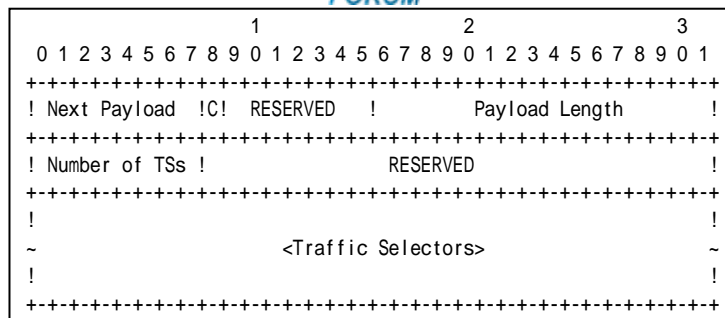 FORUM
                     1                   2                   3
 0 1 2 3 4 5 6 7 8 9 0 1 2 3 4 5 6 7 8 9 0 1 2 3 4 5 6 7 8 9 0 1
+-+-+-+-+-+-+-+-+-+-+-+-+-+-+-+-+-+-+-+-+-+-+-+-+-+-+-+-+-+-+-+-+
! Next Payload  !C!  RESERVED   !         Payload Length        !
+-+-+-+-+-+-+-+-+-+-+-+-+-+-+-+-+-+-+-+-+-+-+-+-+-+-+-+-+-+-+-+-+
! Number of TSs !                 RESERVED                      !
+-+-+-+-+-+-+-+-+-+-+-+-+-+-+-+-+-+-+-+-+-+-+-+-+-+-+-+-+-+-+-+-+
!                                                               !
~                       <Traffic Selectors>                     ~
!                                                               !
+-+-+-+-+-+-+-+-+-+-+-+-+-+-+-+-+-+-+-+-+-+-+-+-+-+-+-+-+-+-+-+-+